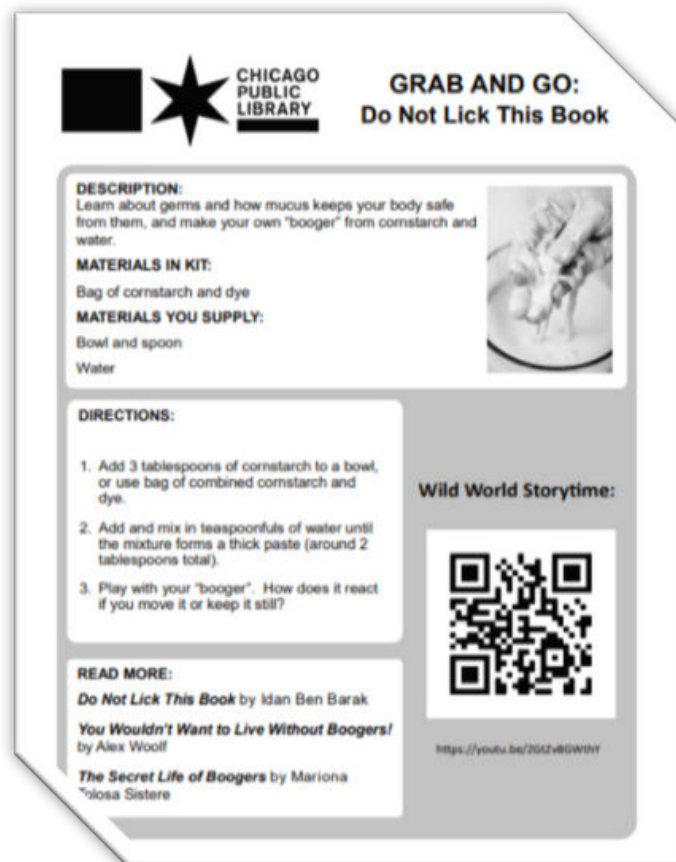 CHICAGO
PUBLIC
LIBRARY
GRAB AND GO:
Do Not Lick This Book
DESCRIPTION:
Learn about germs and how mucus keeps your body safe
from them, and make your own "booger" from cornstarch and
water.
MATERIALS IN KIT:
Bag of cornstarch and dye
MATERIALS YOU SUPPLY:
Bowl and spoon
Water
DIRECTIONS:
1. Add 3 tablespoons of cornstarch to a bowl,
or use bag of combined cornstarch and
dye.
2. Add and mix in teaspoonfuls of water until
the mixture forms a thick paste (around 2
tablespoons total).
3. Play with your "booger". How does it react
if you move it or keep it still?
Wild World Storytime:
READ MORE:
Do Not Lick This Book by Idan Ben Barak
You Wouldn't Want to Live Without Boogers!
by Alex Woolf
The Secret Life of Boogers by Mariona
Tolosa Sistere